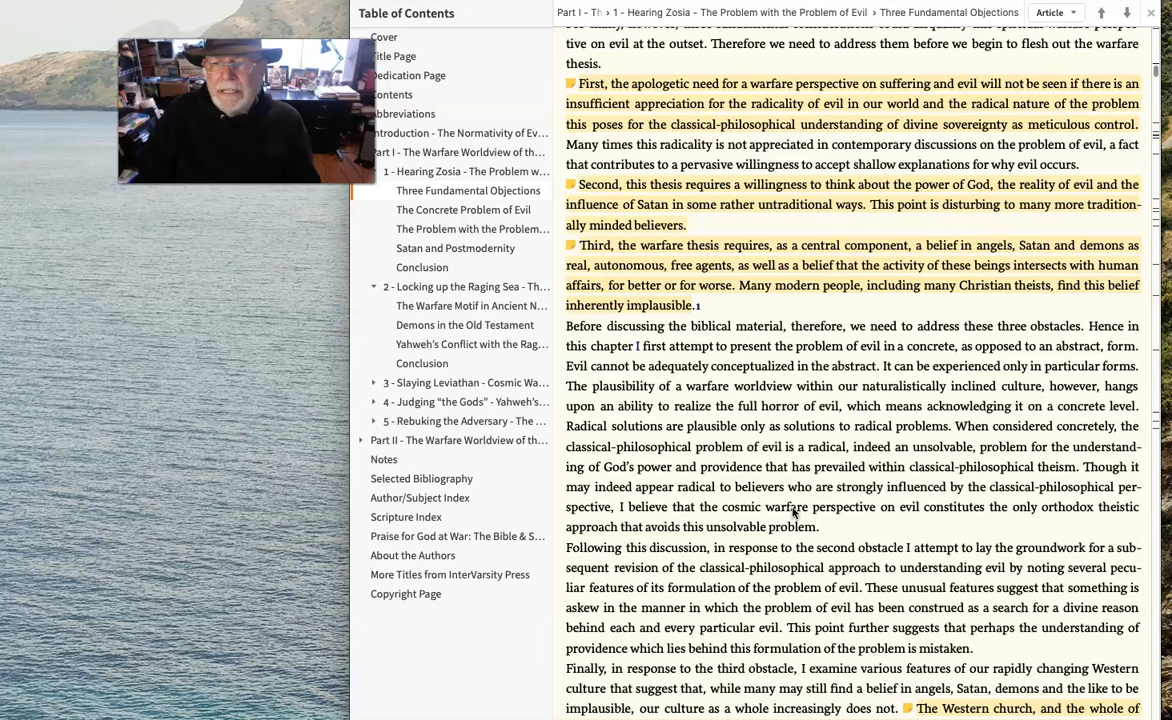 Table of Contents
Cover
Title Page
Dedication Page
Contents
Abbreviations
Introduction - The Normativity of Ev...
Part I - The Warfare Worldview of th...
1 - Hearing Zosia - The Problem w...
Three Fundamental Objections
The Concrete Problem of Evil
The Problem with the Problem...
Satan and Postmodernity
Conclusion
2 - Locking up the Raging Sea - Th...
The Warfare Motif in Ancient N...
Demons in the Old Testament
Yahweh's Conflict with the Rag...
Conclusion
3 - Slaying Leviathan - Cosmic Wa...
4 - Judging “the Gods” - Yahweh's...
5 - Rebuking the Adversary - The ...
Part II - The Warfare Worldview of th...
Notes
Selected Bibliography
Author/Subject Index
Scripture Index
Praise for God at War: The Bible & S...
About the Authors
More Titles from InterVarsity Press
Copyright Page
Part I - Th › 1 - Hearing Zosia - The Problem with the Problem of Evil › Three Fundamental Objections
Article
tive on evil at the outset. Therefore we need to address them before we begin to flesh out the warfare
thesis.
First, the apologetic need for a warfare perspective on suffering and evil will not be seen if there is an
insufficient appreciation for the radicality of evil in our world and the radical nature of the problem
this poses for the classical-philosophical understanding of divine sovereignty as meticulous control.
Many times this radicality is not appreciated in contemporary discussions on the problem of evil, a fact
that contributes to a pervasive willingness to accept shallow explanations for why evil occurs.
Second, this thesis requires a willingness to think about the power of God, the reality of evil and the
influence of Satan in some rather untraditional ways. This point is disturbing to many more tradition-
ally minded believers.
Third, the warfare thesis requires, as a central component, a belief in angels, Satan and demons as
real, autonomous, free agents, as well as a belief that the activity of these beings intersects with human
affairs, for better or for worse. Many modern people, including many Christian theists, find this belief
inherently implausible.1
Before discussing the biblical material, therefore, we need to address these three obstacles. Hence in
this chapter I first attempt to present the problem of evil in a concrete, as opposed to an abstract, form.
Evil cannot be adequately conceptualized in the abstract. It can be experienced only in particular forms.
The plausibility of a warfare worldview within our naturalistically inclined culture, however, hangs
upon an ability to realize the full horror of evil, which means acknowledging it on a concrete level.
Radical solutions are plausible only as solutions to radical problems. When considered concretely, the
classical-philosophical problem of evil is a radical, indeed an unsolvable, problem for the understand-
ing of God's power and providence that has prevailed within classical-philosophical theism. Though it
may indeed appear radical to believers who are strongly influenced by the classical-philosophical per-
spective, I believe that the cosmic warfare perspective on evil constitutes the only orthodox theistic
approach that avoids this unsolvable problem.
Following this discussion, in response to the second obstacle I attempt to lay the groundwork for a sub-
sequent revision of the classical-philosophical approach to understanding evil by noting several pecu-
liar features of its formulation of the problem of evil. These unusual features suggest that something is
askew in the manner in which the problem of evil has been construed as a search for a divine reason
behind each and every particular evil. This point further suggests that perhaps the understanding of
providence which lies behind this formulation of the problem is mistaken.
Finally, in response to the third obstacle, I examine various features of our rapidly changing Western
culture that suggest that, while many may still find a belief in angels, Satan, demons and the like to be
implausible, our culture as a whole increasingly does not. The Western church, and the whole of